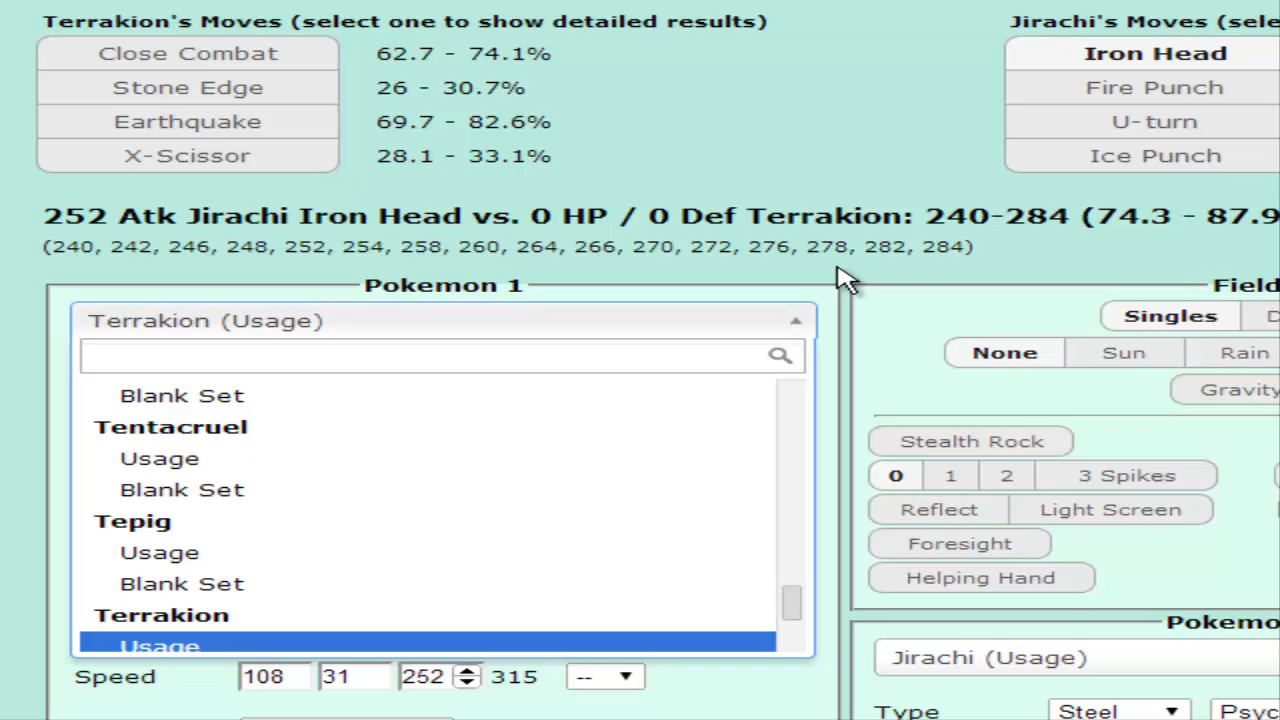 Terrakion's Moves (select one to show detailed results)
Jirachi's Moves (sele
Close Combat 62.7 - 74.1%
Iron Head
Stone Edge 26 - 30.7%
Fire Punch
Earthquake 69.7 - 82.6%
U-turn
X-Scissor 28.1 - 33.1%
Ice Punch
252 Atk Jirachi Iron Head vs. 0 HP / 0 Def Terrakion: 240-284 (74.3 - 87.9
(240, 242, 246, 248, 252, 254, 258, 260, 264, 266, 270, 272, 276, 278, 282, 284)
Pokemon 1
Terrakion (Usage)
Blank Set
Tentacruel
Usage
Blank Set
Tepig
Usage
Blank Set
Terrakion
Usage
Speed 108 31 252 315 --
Field
Singles D
None Sun Rain
Gravity
Stealth Rock
0 1 2 3 Spikes
Reflect Light Screen
Foresight
Helping Hand
Pokemo
Jirachi (Usage)
Type Steel Psyc